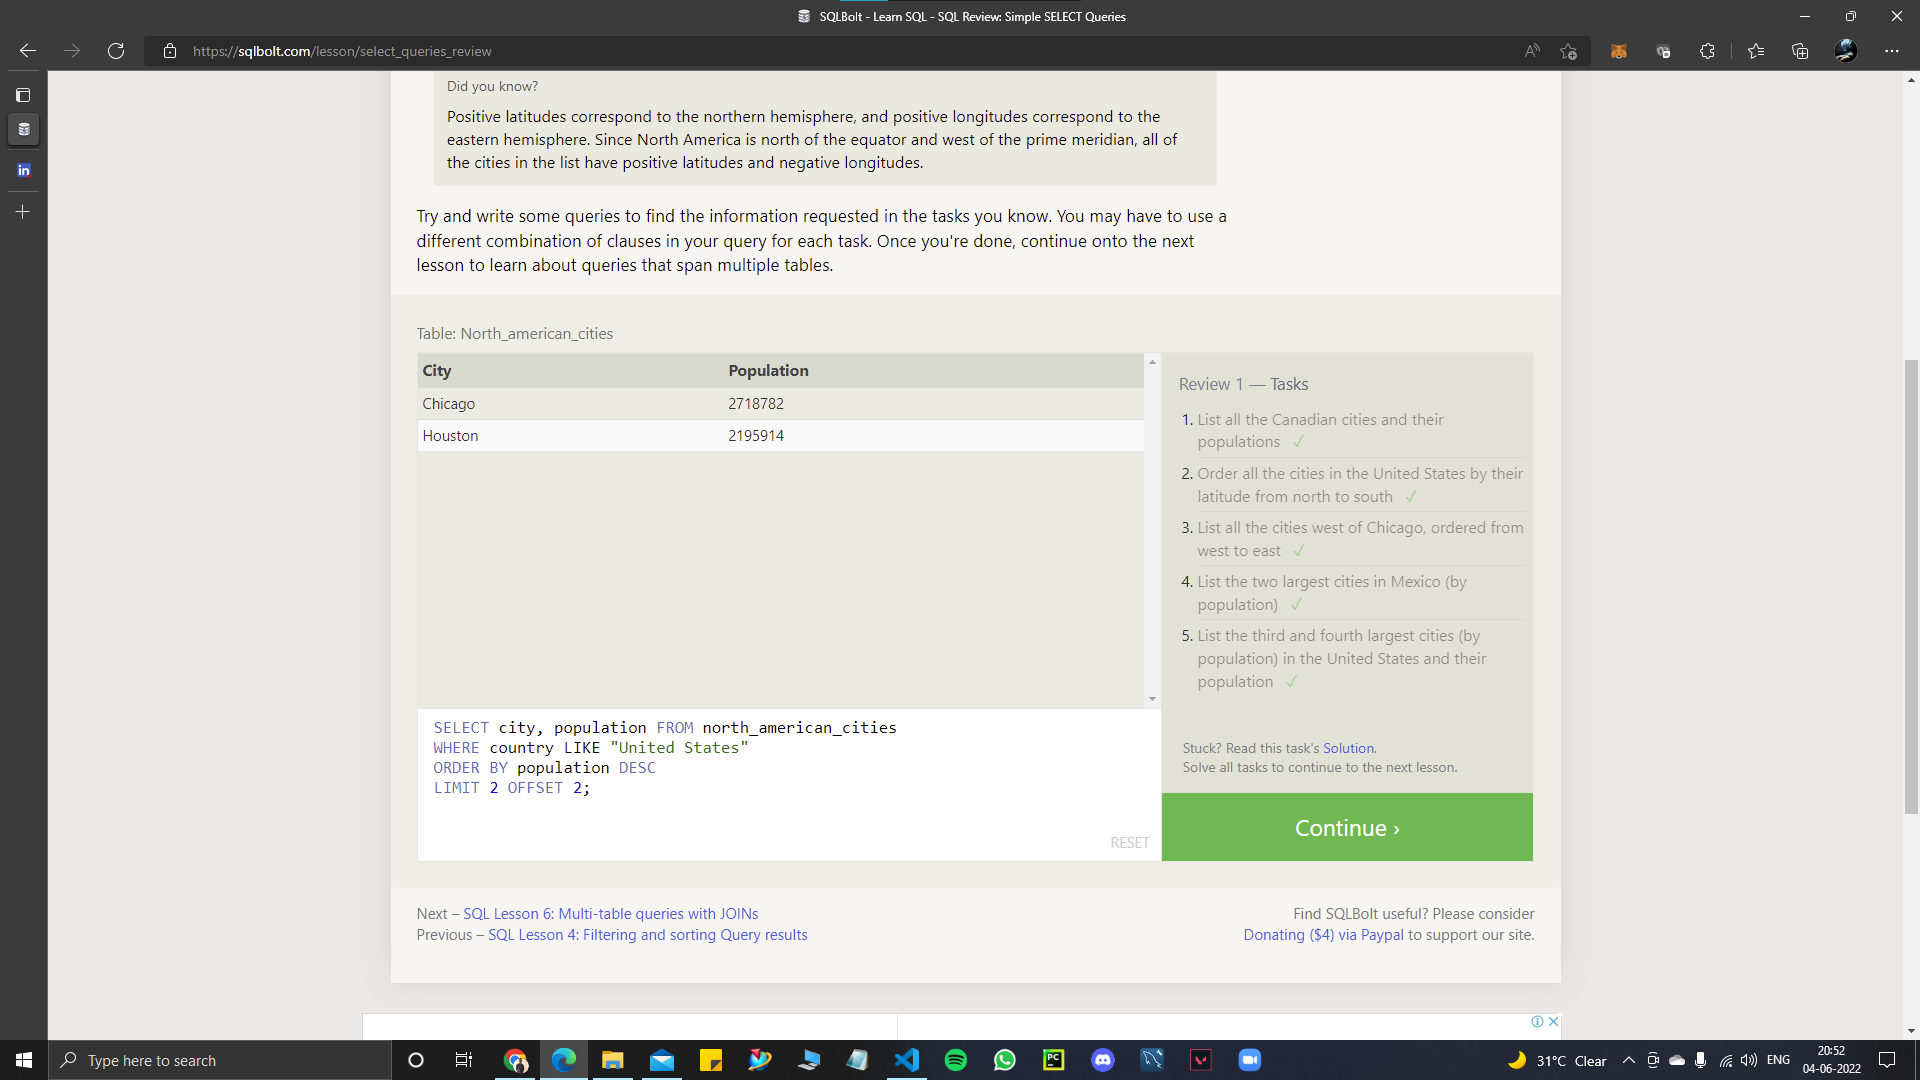 SQLBolt - Learn SQL - SQL Review: Simple SELECT Queries
https://sqlbolt.com/lesson/select_queries_review
Did you know?
Positive latitudes correspond to the northern hemisphere, and positive longitudes correspond to the
eastern hemisphere. Since North America is north of the equator and west of the prime meridian, all of
the cities in the list have positive latitudes and negative longitudes.
Try and write some queries to find the information requested in the tasks you know. You may have to use a
different combination of clauses in your query for each task. Once you're done, continue onto the next
lesson to learn about queries that span multiple tables.
Table: North_american_cities
City Population
Chicago 2718782
Houston 2195914
SELECT city, population FROM north_american_cities
WHERE country LIKE "United States"
ORDER BY population DESC
LIMIT 2 OFFSET 2;
RESET
Review 1 — Tasks
1. List all the Canadian cities and their
populations ✓
2. Order all the cities in the United States by their
latitude from north to south ✓
3. List all the cities west of Chicago, ordered from
west to east ✓
4. List the two largest cities in Mexico (by
population) ✓
5. List the third and fourth largest cities (by
population) in the United States and their
population ✓
Stuck? Read this task's Solution.
Solve all tasks to continue to the next lesson.
Continue ›
Next – SQL Lesson 6: Multi-table queries with JOINs
Previous – SQL Lesson 4: Filtering and sorting Query results
Find SQLBolt useful? Please consider
Donating ($4) via Paypal to support our site.
Type here to search
31°C Clear
ENG
20:52
04-06-2022
in
PC